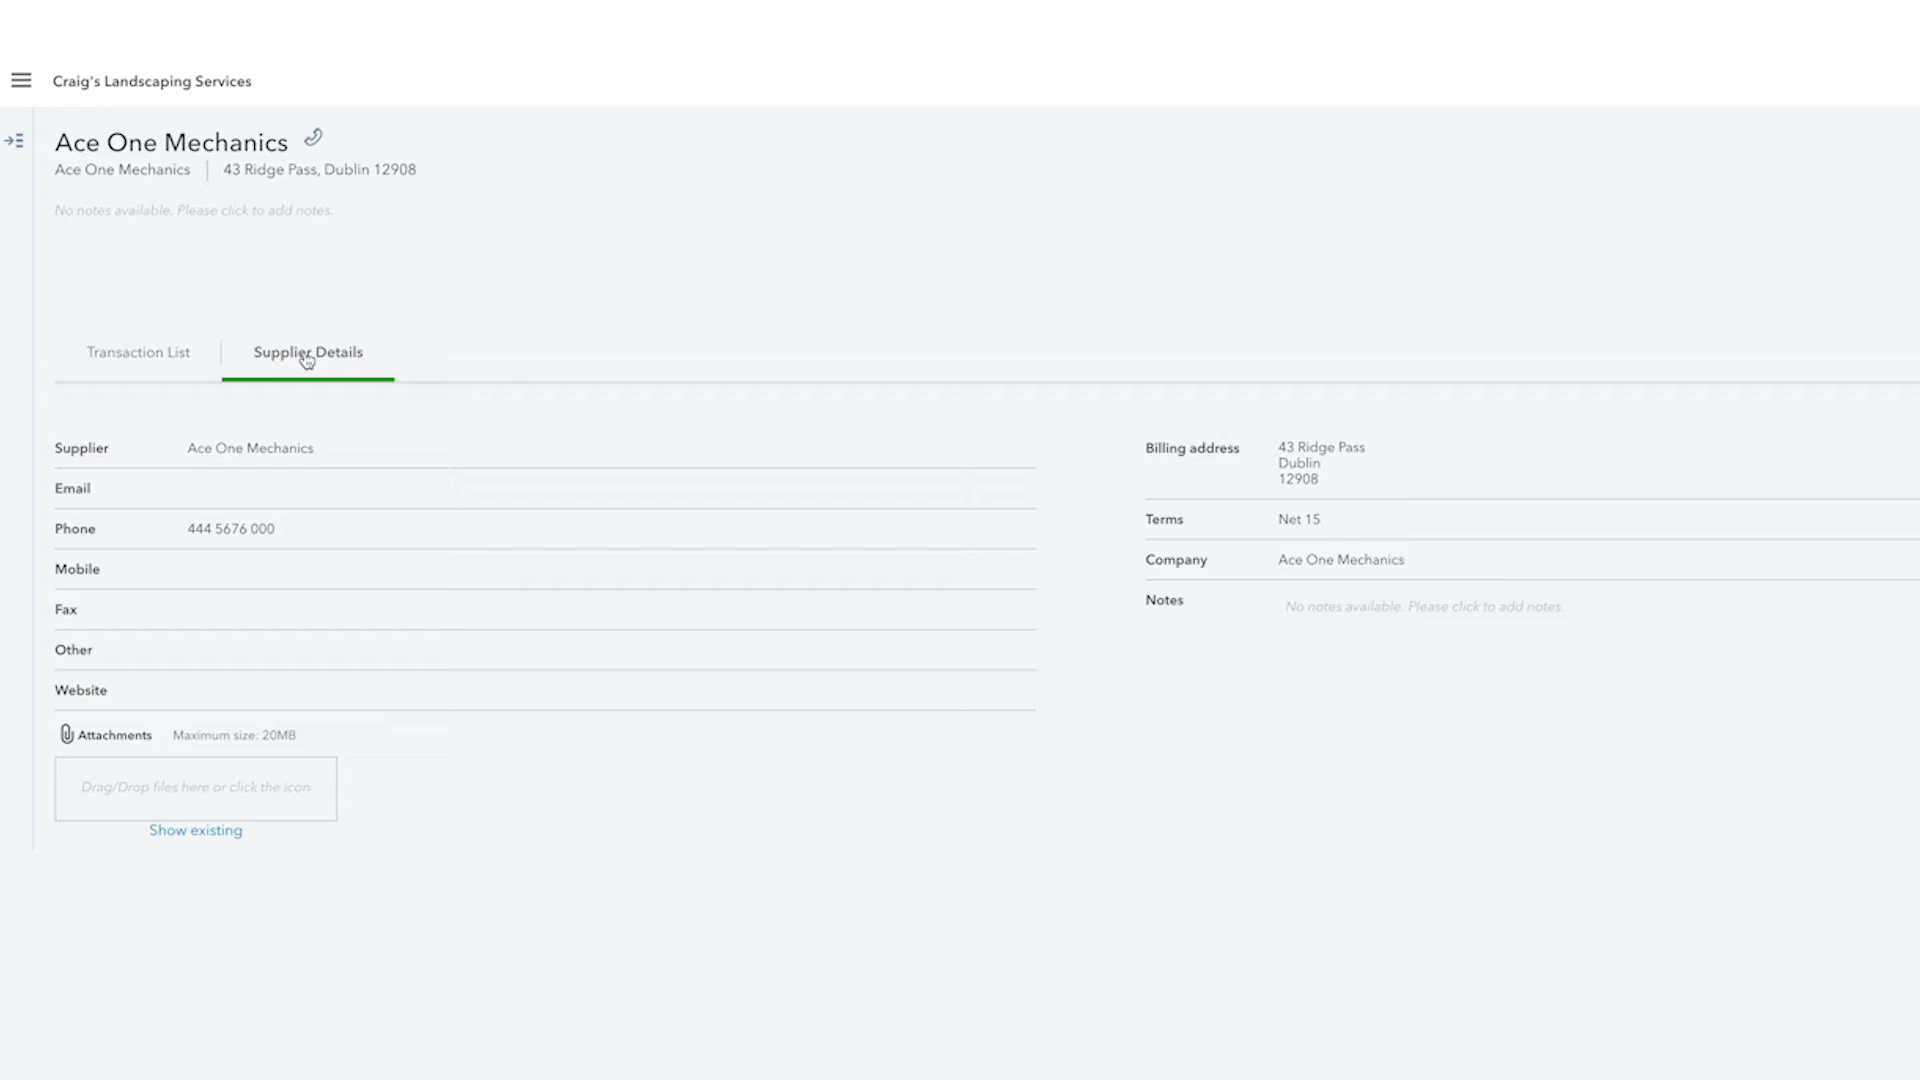 Craig's Landscaping Services
Ace One Mechanics
Ace One Mechanics 43 Ridge Pass, Dublin 12908
No notes available. Please click to add notes.
Transaction List Supplier Details
Supplier Ace One Mechanics
Email
Phone 444 5676 000
Mobile
Fax
Other
Website
Attachments Maximum size: 20MB
Drag/Drop files here or click the icon
Show existing
Billing address 43 Ridge Pass
Dublin
12908
Terms Net 15
Company Ace One Mechanics
Notes No notes available. Please click to add notes.